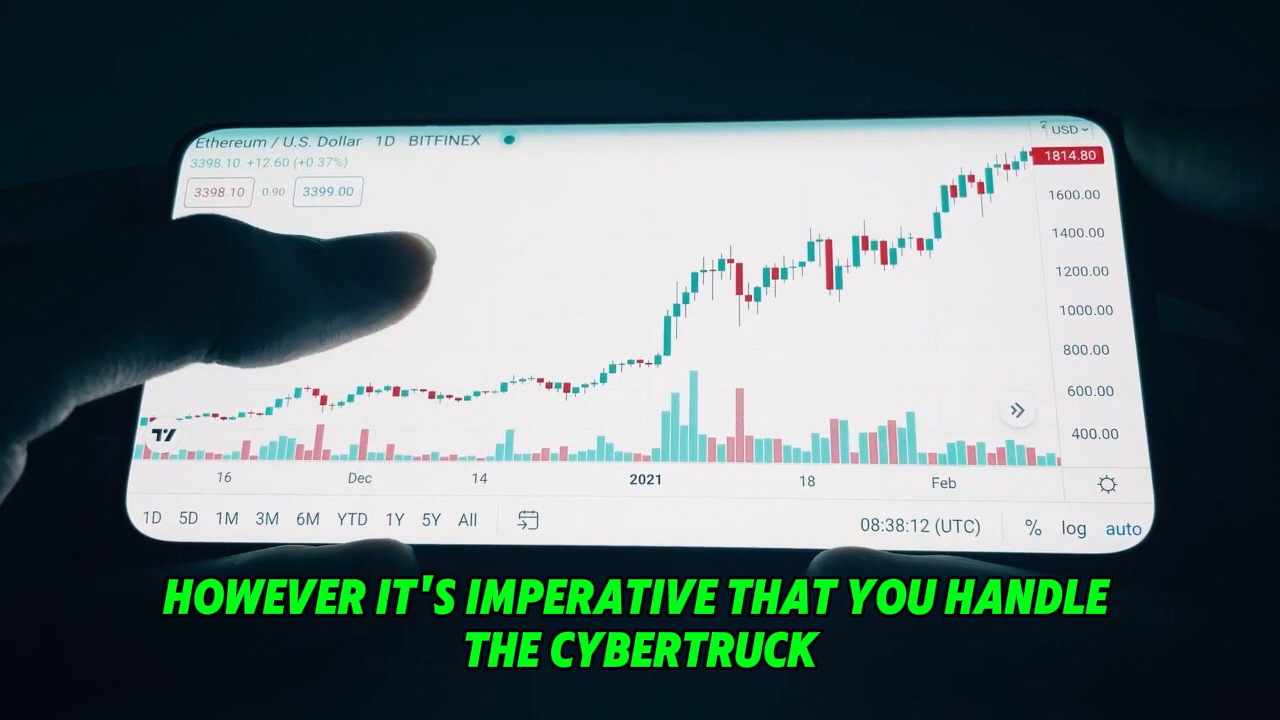 Ethereum / U.S. Dollar 1D BITFINEX
3398.10 +12.60 (+0.37%)
3398.10 0.90 3399.00
USD
1814.80
1600.00
1400.00
1200.00
1000.00
800.00
600.00
400.00
16 Dec 14 2021 18 Feb
1D 5D 1M 3M 6M YTD 1Y 5Y All
08:38:12 (UTC) % log auto
HOWEVER IT'S IMPERATIVE THAT YOU HANDLE
THE CYBERTRUCK